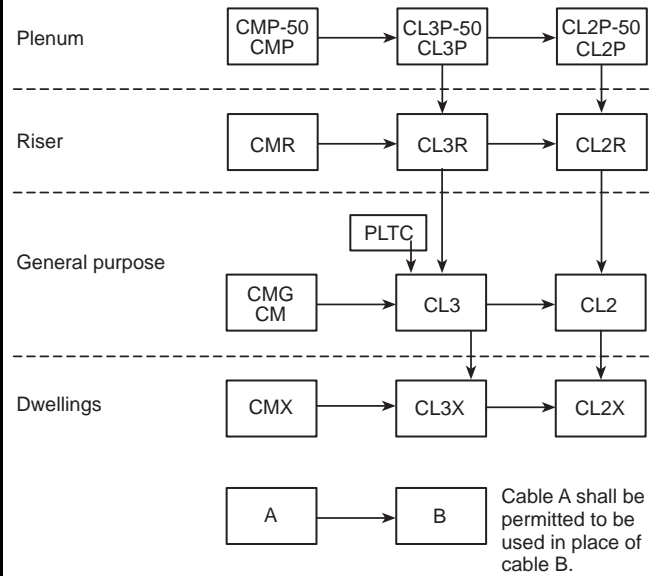 Plenum
CMP-50
CMP
CL3P-50
CL3P
CL2P-50
CL2P
Riser
CMR
CL3R
CL2R
General purpose
PLTC
CMG
CM
CL3
CL2
Dwellings
CMX
CL3X
CL2X
A
B
Cable A shall be
permitted to be
used in place of
cable B.